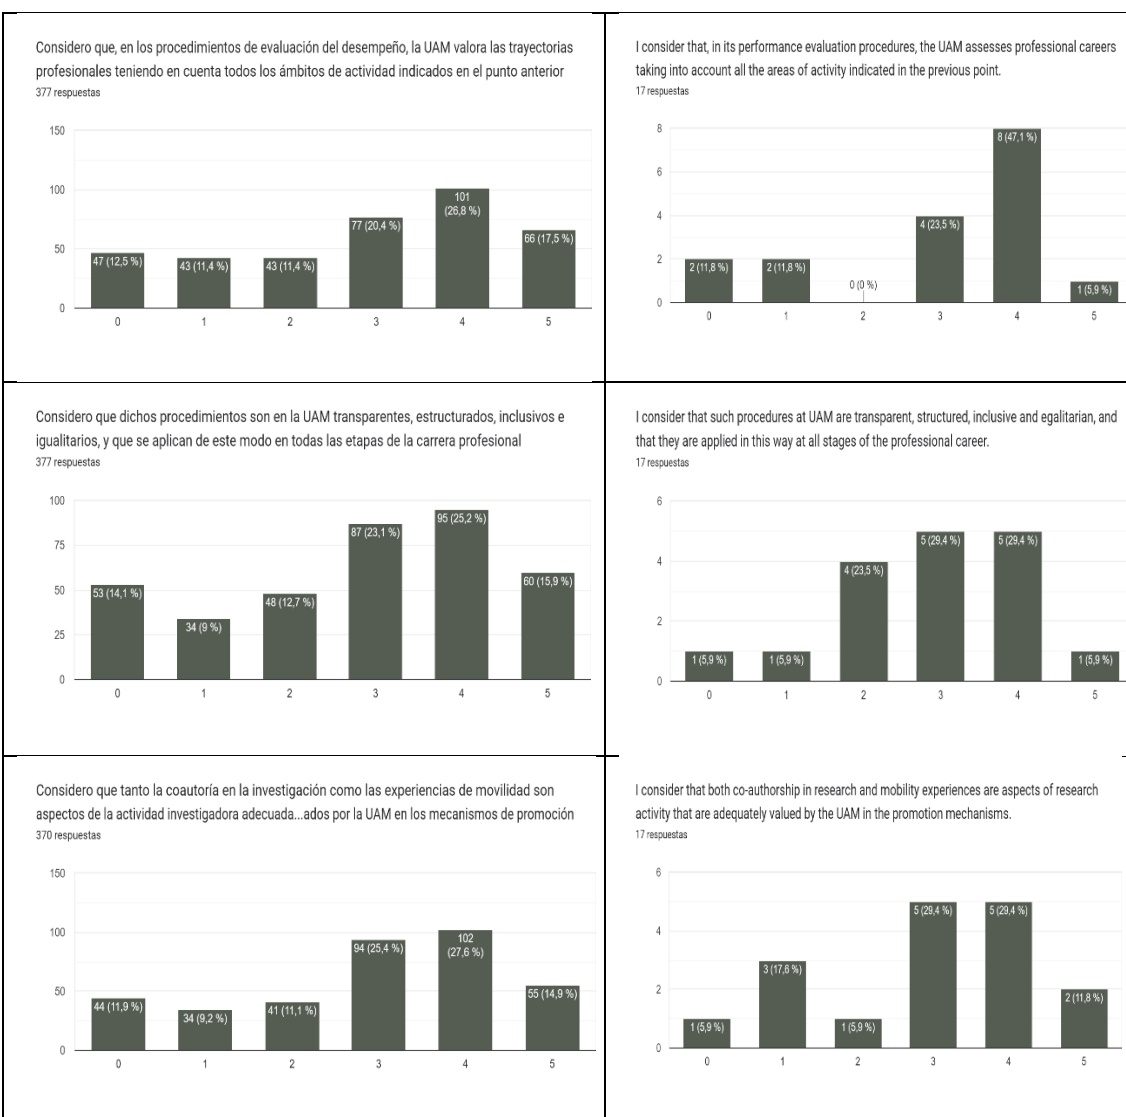 Considero que, en los procedimientos de evaluación del desempeño, la UAM valora las trayectorias
profesionales teniendo en cuenta todos los ámbitos de actividad indicados en el punto anterior
377 respuestas
150
100
50
0
47 (12,5 %)
43 (11,4 %)
43 (11,4 %)
77 (20,4 %)
101
(26,8 %)
66 (17,5 %)
0 1 2 3 4 5
I consider that, in its performance evaluation procedures, the UAM assesses professional careers
taking into account all the areas of activity indicated in the previous point.
17 respuestas
8
6
4
2
0
2 (11,8 %)
2 (11,8 %)
0 (0 %)
4 (23,5 %)
8 (47,1 %)
1 (5,9 %)
0 1 2 3 4 5
Considero que dichos procedimientos son en la UAM transparentes, estructurados, inclusivos e
igualitarios, y que se aplican de este modo en todas las etapas de la carrera profesional
377 respuestas
100
75
50
25
0
53 (14,1 %)
34 (9 %)
48 (12,7 %)
87 (23,1 %)
95 (25,2 %)
60 (15,9 %)
0 1 2 3 4 5
I consider that such procedures at UAM are transparent, structured, inclusive and egalitarian, and
that they are applied in this way at all stages of the professional career.
17 respuestas
6
4
2
0
1 (5,9 %)
1 (5,9 %)
4 (23,5 %)
5 (29,4 %)
5 (29,4 %)
1 (5,9 %)
0 1 2 3 4 5
Considero que tanto la coautoría en la investigación como las experiencias de movilidad son
aspectos de la actividad investigadora adecuada...ados por la UAM en los mecanismos de promoción
370 respuestas
150
100
50
0
44 (11,9 %)
34 (9,2 %)
41 (11,1 %)
94 (25,4 %)
102
(27,6 %)
55 (14,9 %)
0 1 2 3 4 5
I consider that both co-authorship in research and mobility experiences are aspects of research
activity that are adequately valued by the UAM in the promotion mechanisms.
17 respuestas
6
4
2
0
1 (5,9 %)
3 (17,6 %)
1 (5,9 %)
5 (29,4 %)
5 (29,4 %)
2 (11,8 %)
0 1 2 3 4 5